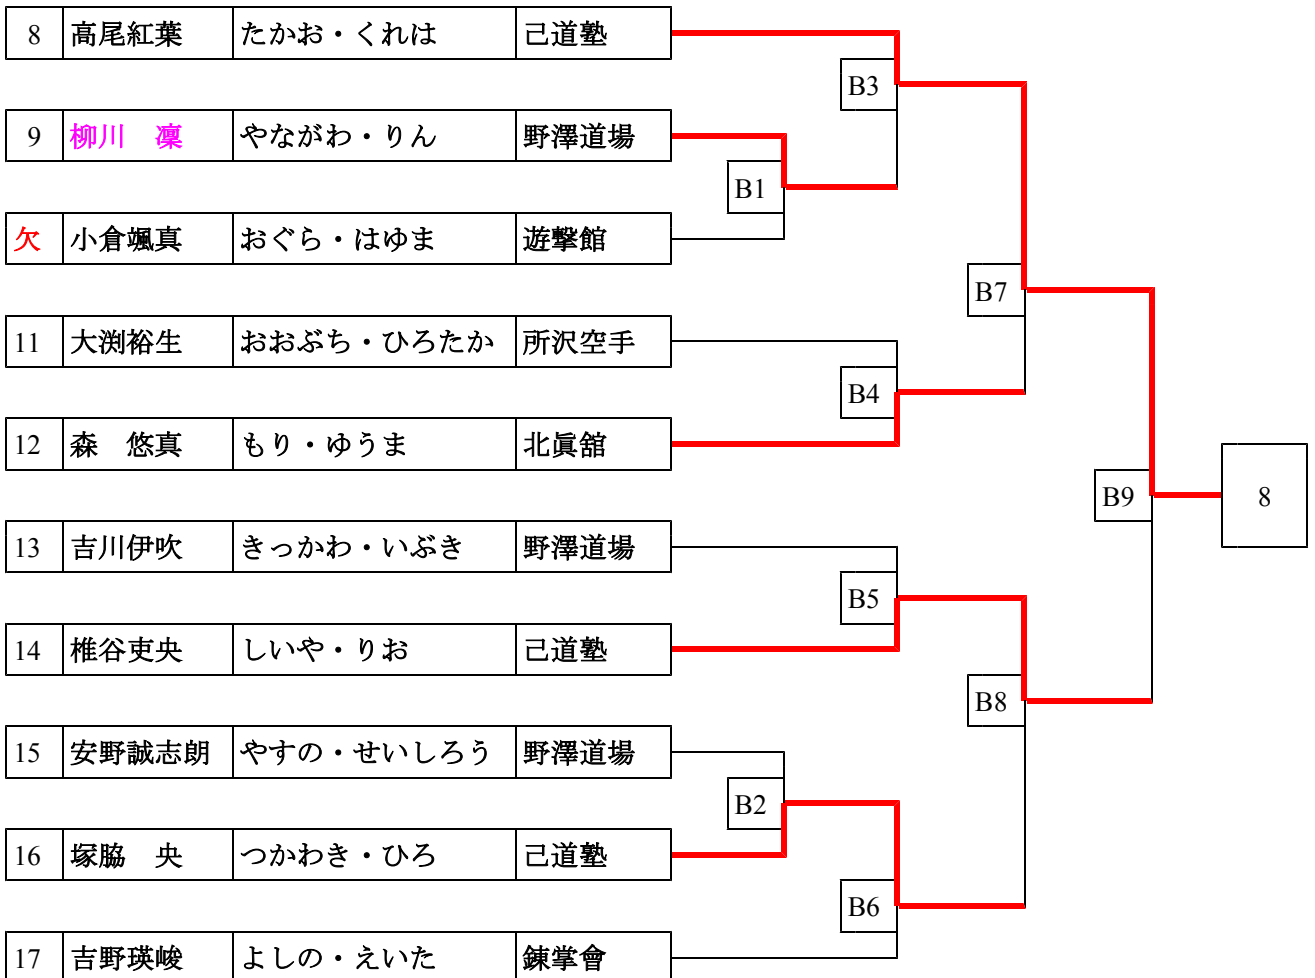 8 高尾紅葉 たかお・くれは 己道塾
B3
9 柳川　凜 やながわ・りん 野澤道場
B1
欠 小倉颯真 おぐら・はゆま 遊撃館
B7
11 大渕裕生 おおぶち・ひろたか 所沢空手
B4
12 森　悠真 もり・ゆうま 北眞舘
B9 8
13 吉川伊吹 きっかわ・いぶき 野澤道場
B5
14 椎谷吏央 しいや・りお 己道塾
B8
15 安野誠志朗 やすの・せいしろう 野澤道場
B2
16 塚脇　央 つかわき・ひろ 己道塾
B6
17 吉野瑛峻 よしの・えいた 錬掌會